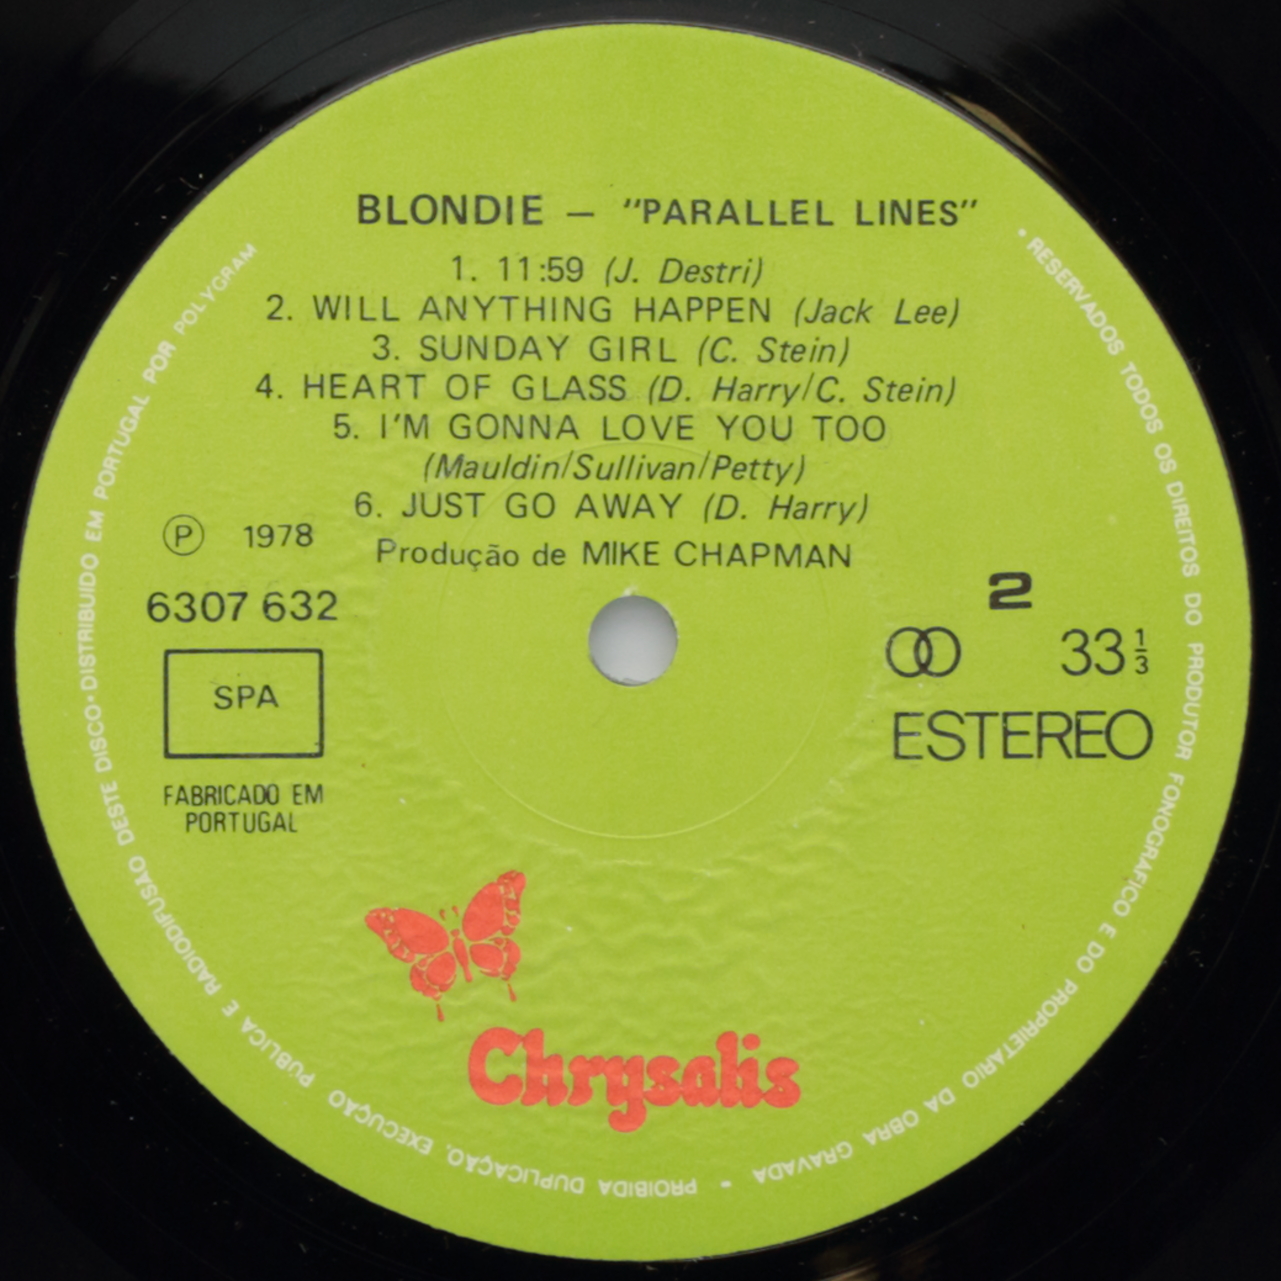 BLONDIE — "PARALLEL LINES"
1. 11:59 (J. Destri)
2. WILL ANYTHING HAPPEN (Jack Lee)
3. SUNDAY GIRL (C. Stein)
4. HEART OF GLASS (D. Harry/C. Stein)
5. I'M GONNA LOVE YOU TOO
(Mauldin/Sullivan/Petty)
6. JUST GO AWAY (D. Harry)
Produção de MIKE CHAPMAN
Ⓟ 1978
6307 632
SPA
FABRICADO EM
PORTUGAL
2
33 1/3
ESTEREO
Chrysalis
• RESERVADOS TODOS OS DIREITOS DO PRODUTOR FONOGRAFICO E DO PROPRIETARIO DA OBRA GRAVADA • PROIBIDA DUPLICAÇÃO, EXECUÇÃO PUBLICA E RADIODIFUSÃO DESTE DISCO • DISTRIBUIDO EM PORTUGAL POR POLYGRAM